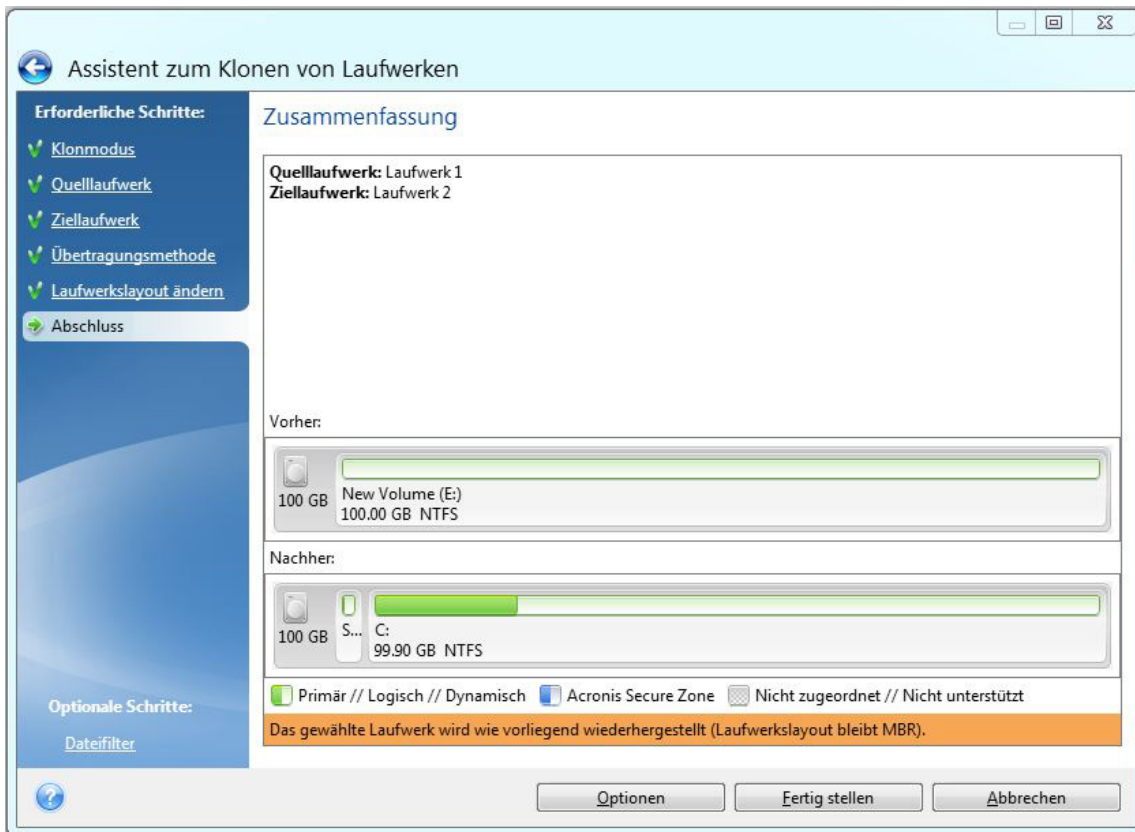 Assistent zum Klonen von Laufwerken
Erforderliche Schritte:
Klonmodus
Quelllaufwerk
Ziellaufwerk
Übertragungsmethode
Laufwerkslayout ändern
Abschluss
Optionale Schritte:
Dateifilter
Zusammenfassung
Quelllaufwerk: Laufwerk 1
Ziellaufwerk: Laufwerk 2
Vorher:
100 GB
New Volume (E:)
100.00 GB NTFS
Nachher:
100 GB
S...
C:
99.90 GB NTFS
Primär // Logisch // Dynamisch Acronis Secure Zone Nicht zugeordnet // Nicht unterstützt
Das gewählte Laufwerk wird wie vorliegend wiederhergestellt (Laufwerkslayout bleibt MBR).
? Optionen Fertig stellen Abbrechen